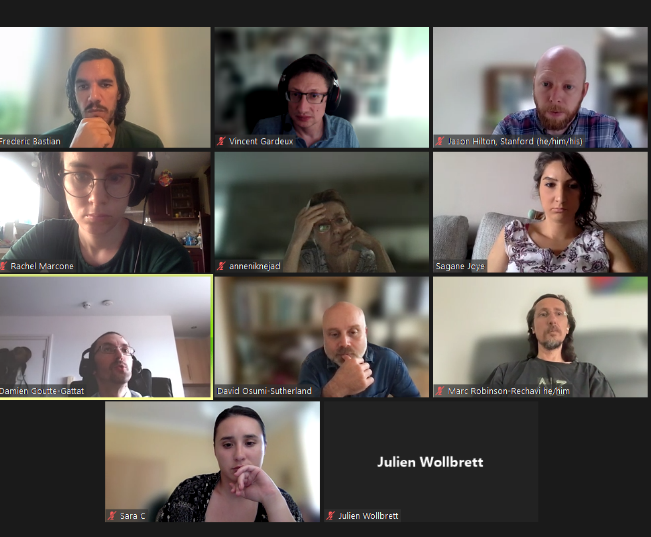 Frederic Bastian
Vincent Gardeux
Jason Hilton, Stanford (he/him/his)
Rachel Marcone
anneniknejad
Sagane Joye
Damien Goutte-Gattat
David Osumi-Sutherland
Marc Robinson-Rechavi he/him
Sara C
Julien Wollbrett
Julien Wollbrett